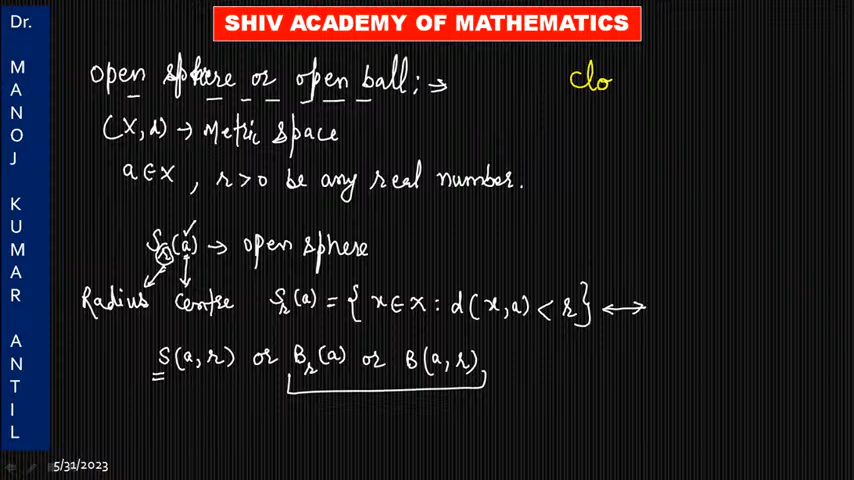 SHIV ACADEMY OF MATHEMATICS
Dr.
MANOJ
KUMAR
ANTIL
Open sphere or open ball; ⇒
Clo
(X, d) → Metric space
a ∈ X, r > 0 be any real number.
Sr(a) → open sphere
Radius Centre Sr(a) = { x ∈ X : d(x, a) < r } ↔
S(a, r) or Br(a) or B(a, r)
5/31/2023